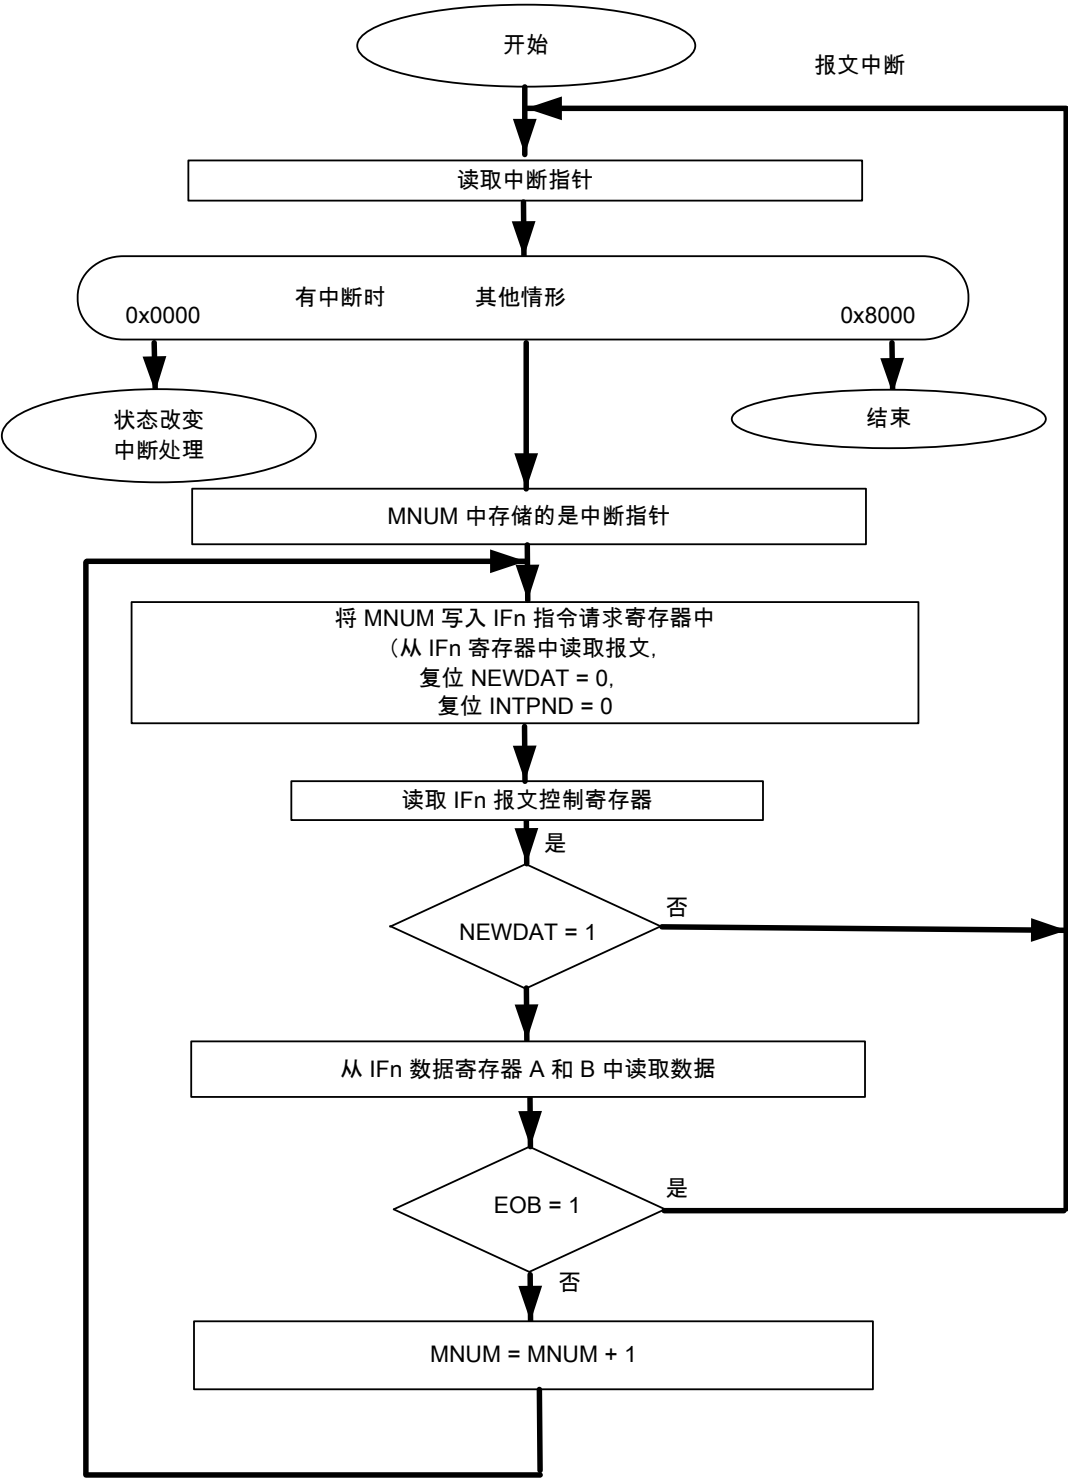 开始
报文中断
读取中断指针
有中断时 其他情形
0x0000 0x8000
状态改变
中断处理
结束
MNUM 中存储的是中断指针
将 MNUM 写入 IFn 指令请求寄存器中
（从 IFn 寄存器中读取报文,
复位 NEWDAT = 0,
复位 INTPND = 0
读取 IFn 报文控制寄存器
是
否
NEWDAT = 1
从 IFn 数据寄存器 A 和 B 中读取数据
是
EOB = 1
否
MNUM = MNUM + 1